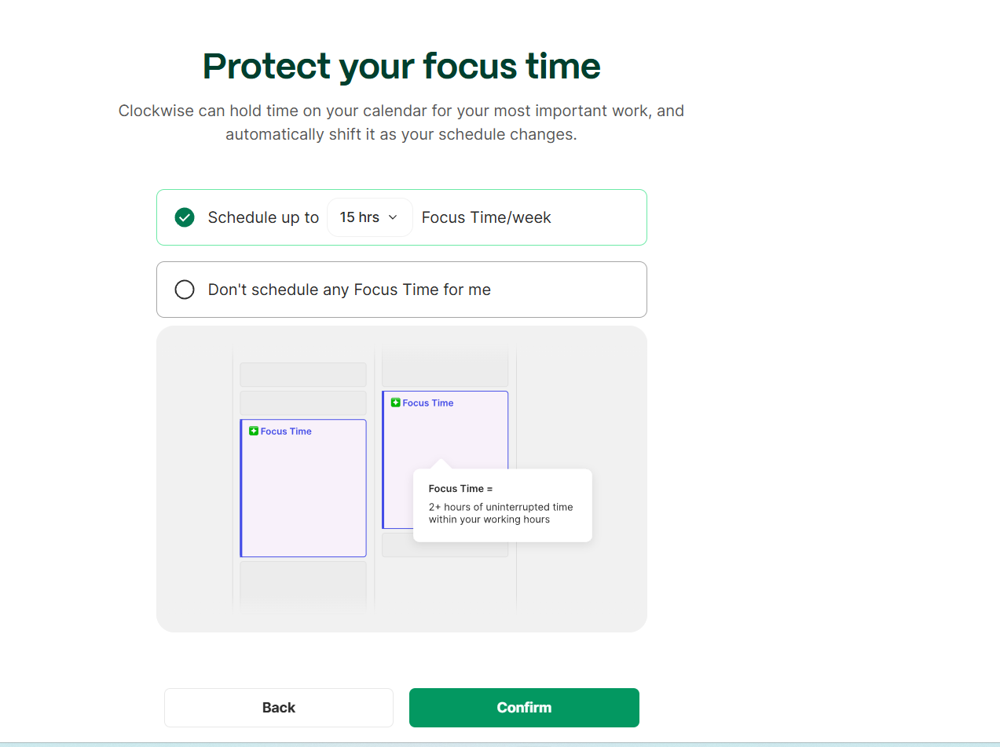 Protect your focus time
Clockwise can hold time on your calendar for your most important work, and
automatically shift it as your schedule changes.
Schedule up to 15 hrs Focus Time/week
Don't schedule any Focus Time for me
Focus Time
Focus Time
Focus Time =
2+ hours of uninterrupted time
within your working hours
Back Confirm